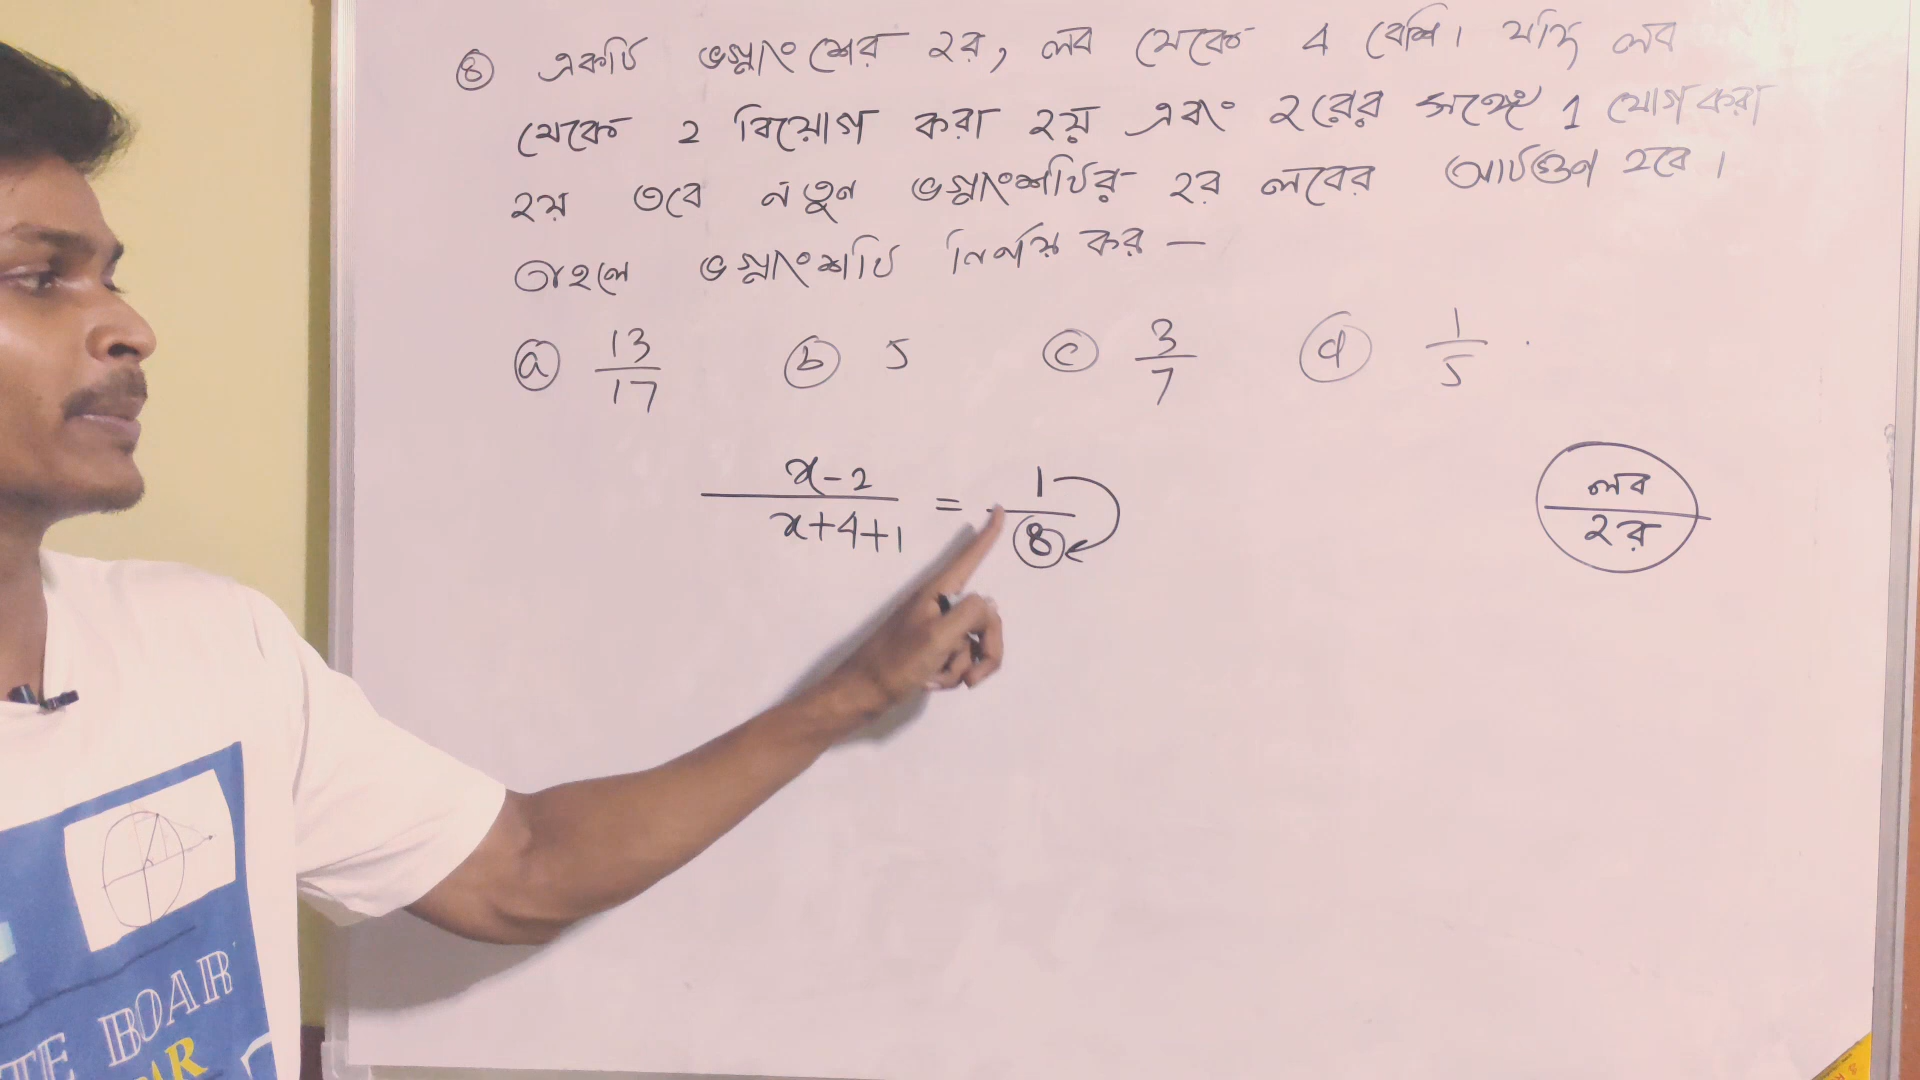 ⑧ একটি ভগ্নাংশের হর, লব থেকে 4 বেশি। যদি লব
থেকে 2 বিয়োগ করা হয় এবং হরের সঙ্গে 1 যোগ করা
হয় তবে নতুন ভগ্নাংশটির হর লবের আটগুণ হবে।
তাহলে ভগ্নাংশটি নির্ণয় কর —
ⓐ 13/17 ⓑ 5 ⓒ 3/7 ⓓ 1/5
x-2/x+4+1 = 1/8
লব
হর
BOAR